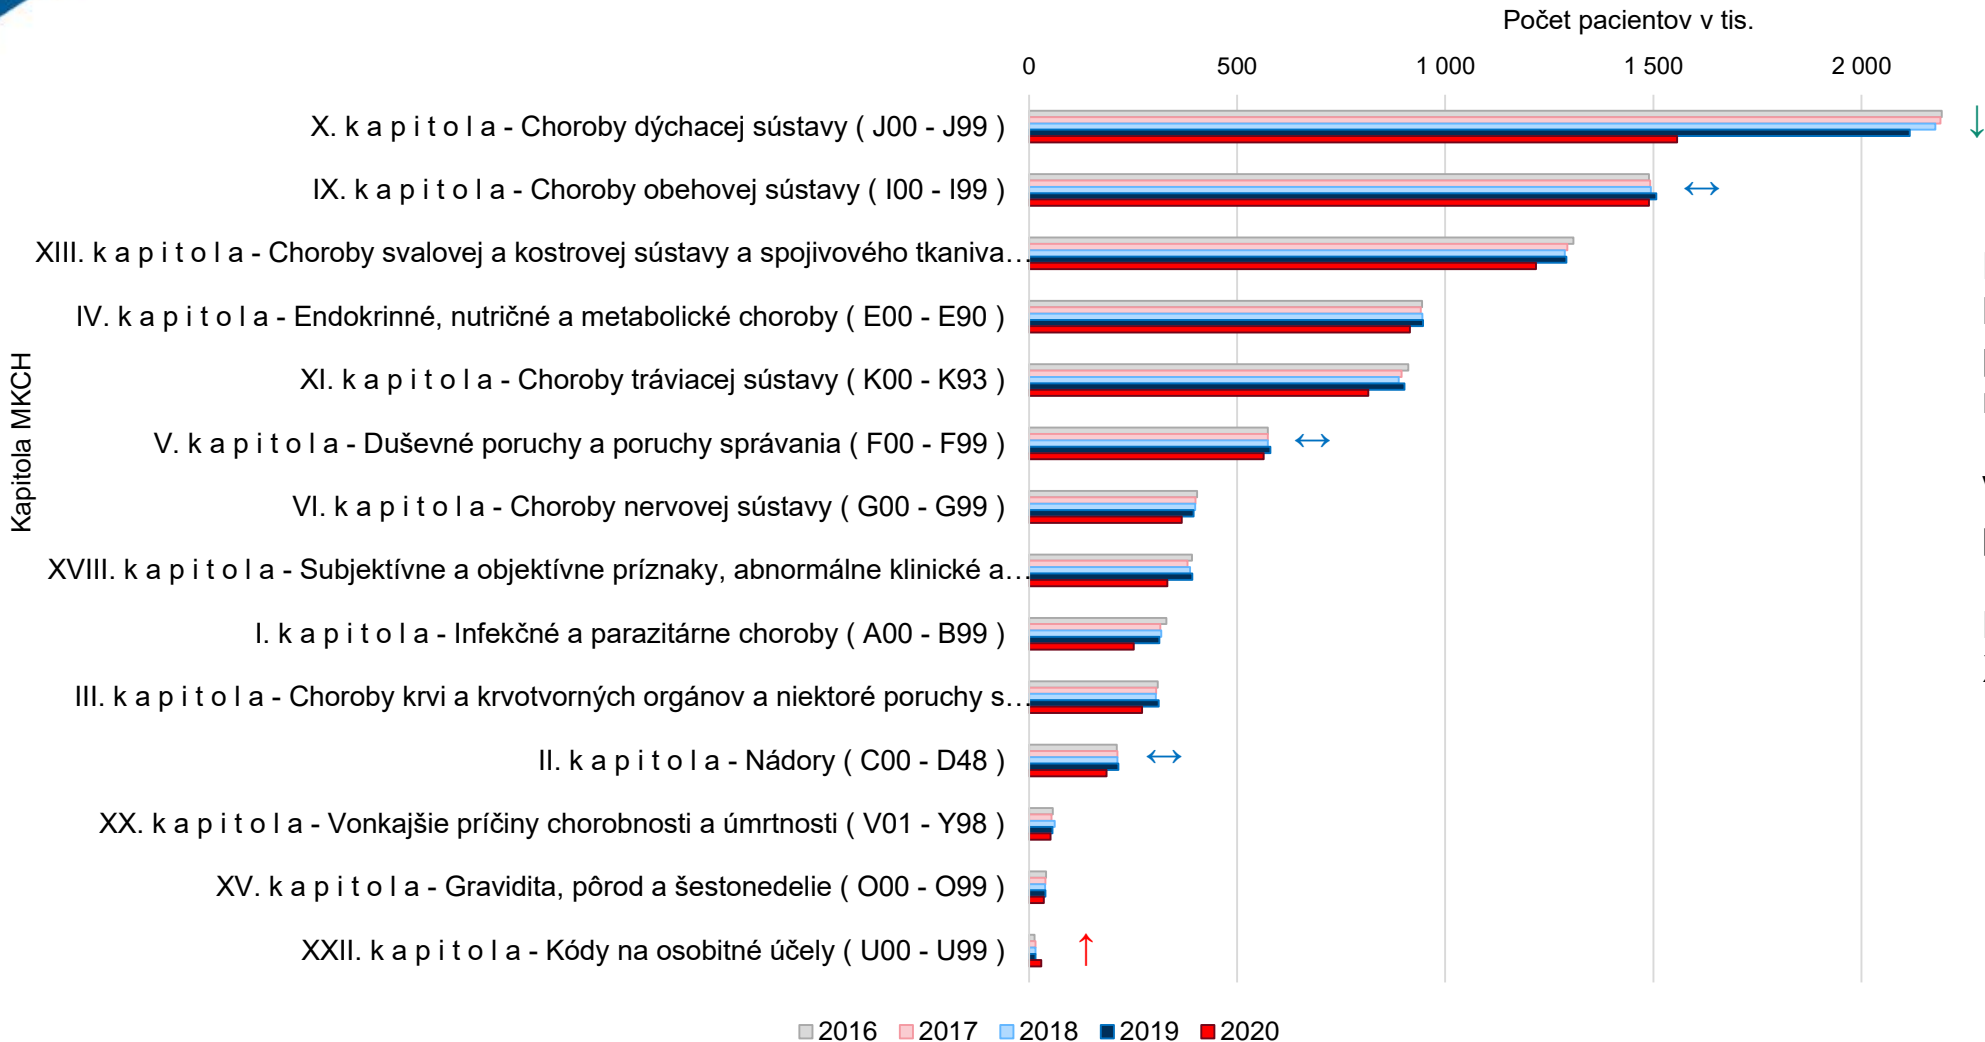 Počet pacientov v tis.
0 500 1 000 1 500 2 000
Kapitola MKCH
X. k a p i t o l a - Choroby dýchacej sústavy ( J00 - J99 )
IX. k a p i t o l a - Choroby obehovej sústavy ( I00 - I99 )
XIII. k a p i t o l a - Choroby svalovej a kostrovej sústavy a spojivového tkaniva…
IV. k a p i t o l a - Endokrinné, nutričné a metabolické choroby ( E00 - E90 )
XI. k a p i t o l a - Choroby tráviacej sústavy ( K00 - K93 )
V. k a p i t o l a - Duševné poruchy a poruchy správania ( F00 - F99 )
VI. k a p i t o l a - Choroby nervovej sústavy ( G00 - G99 )
XVIII. k a p i t o l a - Subjektívne a objektívne príznaky, abnormálne klinické a…
I. k a p i t o l a - Infekčné a parazitárne choroby ( A00 - B99 )
III. k a p i t o l a - Choroby krvi a krvotvorných orgánov a niektoré poruchy s…
II. k a p i t o l a - Nádory ( C00 - D48 )
XX. k a p i t o l a - Vonkajšie príčiny chorobnosti a úmrtnosti ( V01 - Y98 )
XV. k a p i t o l a - Gravidita, pôrod a šestonedelie ( O00 - O99 )
XXII. k a p i t o l a - Kódy na osobitné účely ( U00 - U99 )
2016 2017 2018 2019 2020